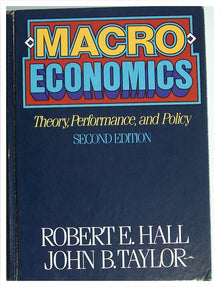 MACRO
ECONOMICS
Theory, Performance, and Policy
SECOND EDITION
ROBERT E. HALL
JOHN B. TAYLOR